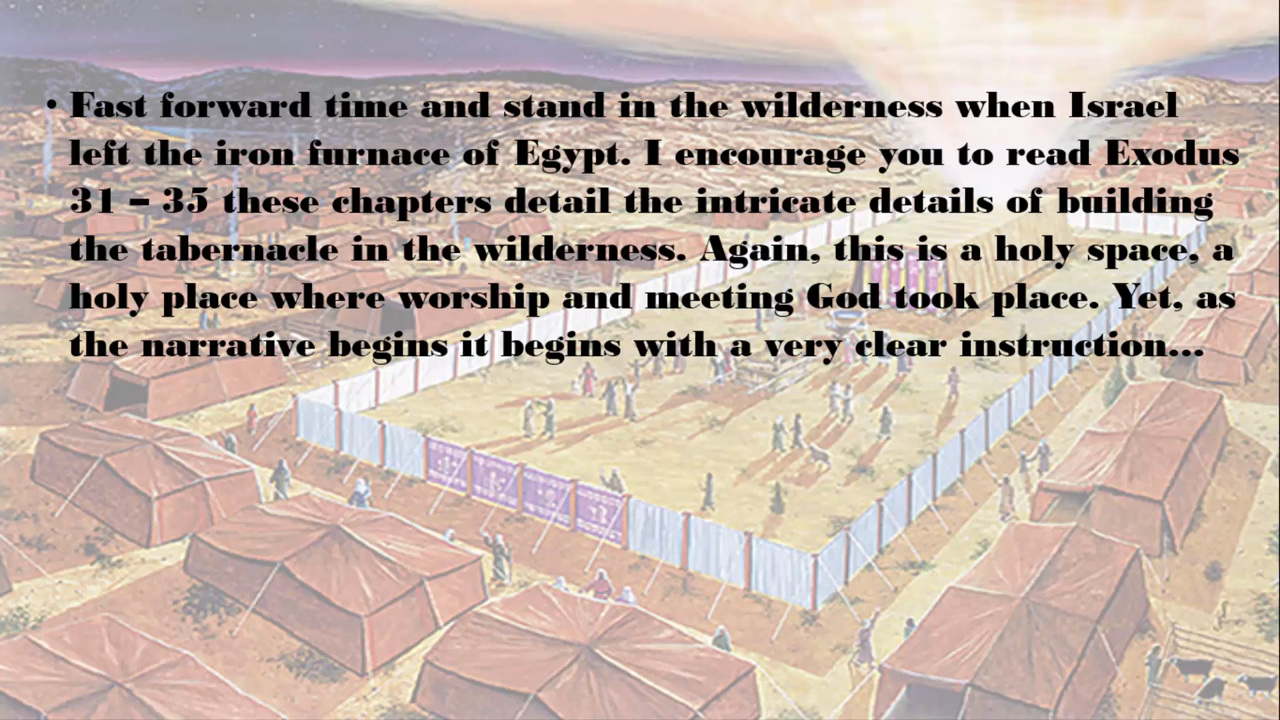 • Fast forward time and stand in the wilderness when Israel
left the iron furnace of Egypt. I encourage you to read Exodus
31 – 35 these chapters detail the intricate details of building
the tabernacle in the wilderness. Again, this is a holy space, a
holy place where worship and meeting God took place. Yet, as
the narrative begins it begins with a very clear instruction...